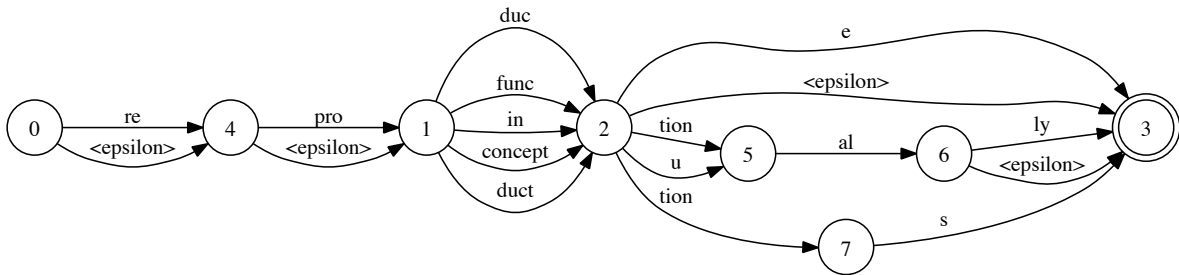 duc
e
func
<epsilon>
re
pro
in
tion
ly
0
4
1
2
5
al
6
3
<epsilon>
<epsilon>
concept
u
<epsilon>
duct
tion
s
7